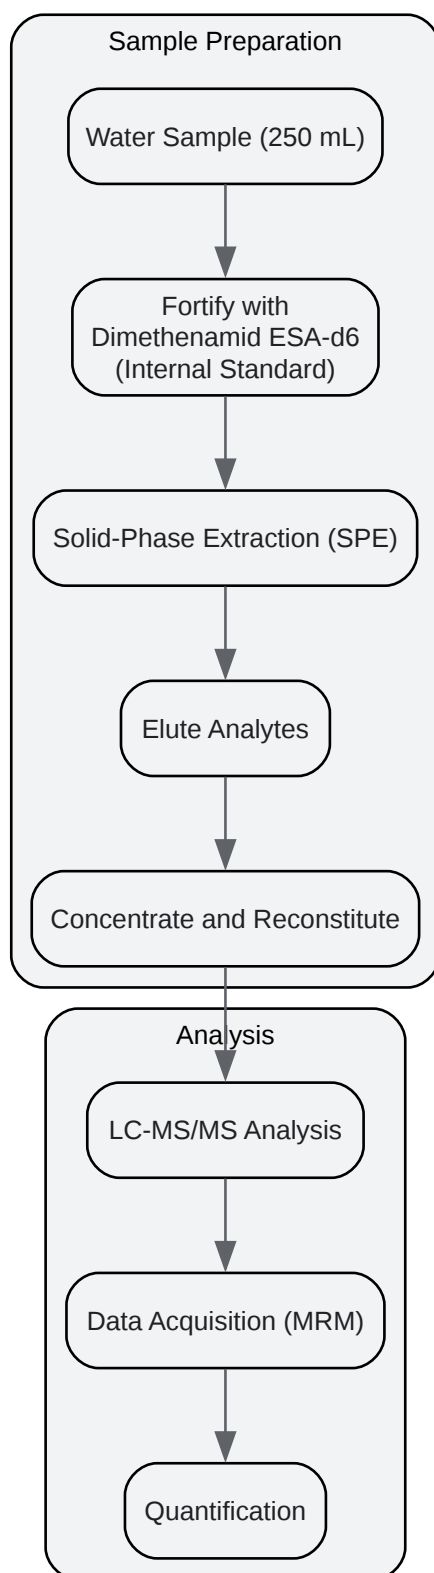 Sample Preparation
Water Sample (250 mL)
Fortify with
Dimethenamid ESA-d6
(Internal Standard)
Solid-Phase Extraction (SPE)
Elute Analytes
Concentrate and Reconstitute
Analysis
LC-MS/MS Analysis
Data Acquisition (MRM)
Quantification